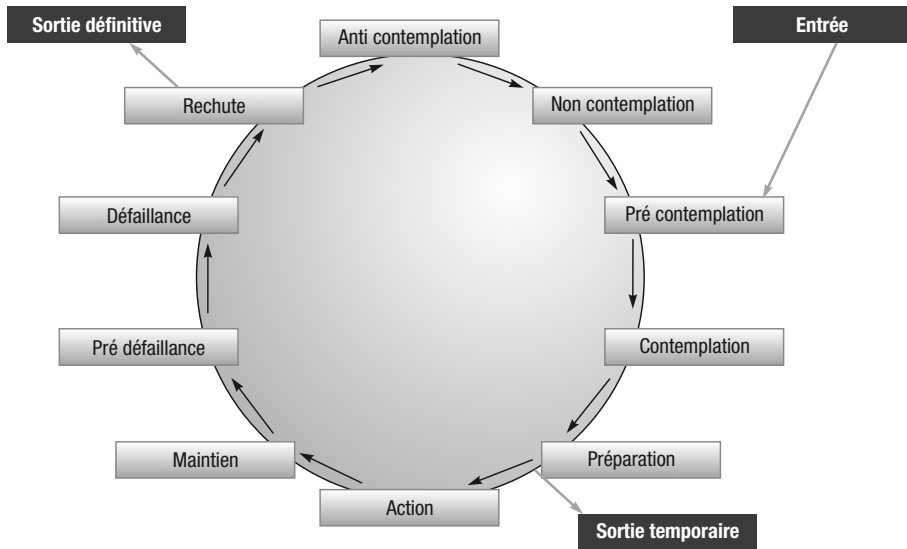 Sortie définitive
Anti contemplation
Entrée
Rechute
Non contemplation
Défaillance
Pré contemplation
Pré défaillance
Contemplation
Maintien
Préparation
Action
Sortie temporaire